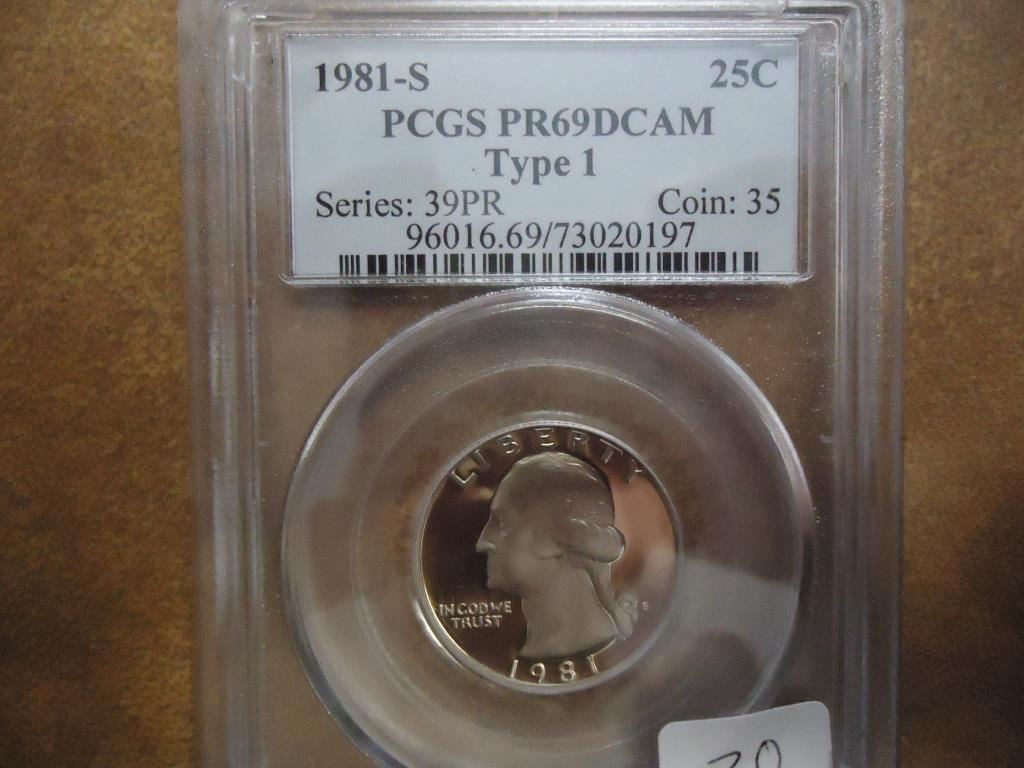 1981-S 25C
PCGS PR69DCAM
Type 1
Series: 39PR Coin: 35
96016.69/73020197
LIBERTY
IN GOD WE
TRUST
S
1981